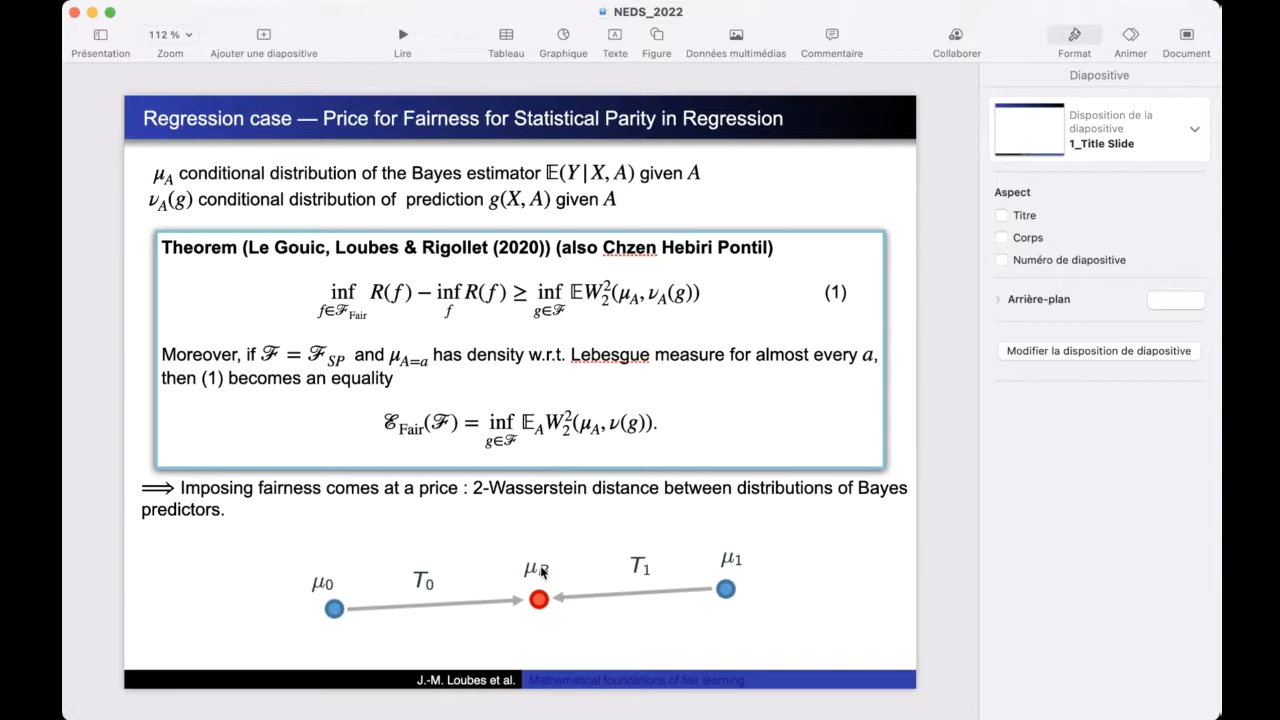 NEDS_2022
112 %
Présentation
Zoom
Ajouter une diapositive
Lire
Tableau
Graphique
Texte
Figure
Données multimédias
Commentaire
Collaborer
Format
Animer
Document
Regression case — Price for Fairness for Statistical Parity in Regression
μ_A conditional distribution of the Bayes estimator 𝔼(Y|X, A) given A
ν_A(g) conditional distribution of prediction g(X, A) given A
Theorem (Le Gouic, Loubes & Rigollet (2020)) (also Chzen Hebiri Pontil)
inf_{f∈ℱ_Fair} R(f) − inf_f R(f) ≥ inf_{g∈ℱ} 𝔼W_2^2(μ_A, ν_A(g)) (1)
Moreover, if ℱ = ℱ_SP and μ_{A=a} has density w.r.t. Lebesgue measure for almost every a,
then (1) becomes an equality
ℰ_Fair(ℱ) = inf_{g∈ℱ} 𝔼_A W_2^2(μ_A, ν(g)).
⟹ Imposing fairness comes at a price : 2-Wasserstein distance between distributions of Bayes
predictors.
μ_0
T_0
μ
T_1
μ_1
J.-M. Loubes et al.
Mathematical foundations of fair learning
Diapositive
Disposition de la
diapositive
1_Title Slide
Aspect
Titre
Corps
Numéro de diapositive
Arrière-plan
Modifier la disposition de diapositive